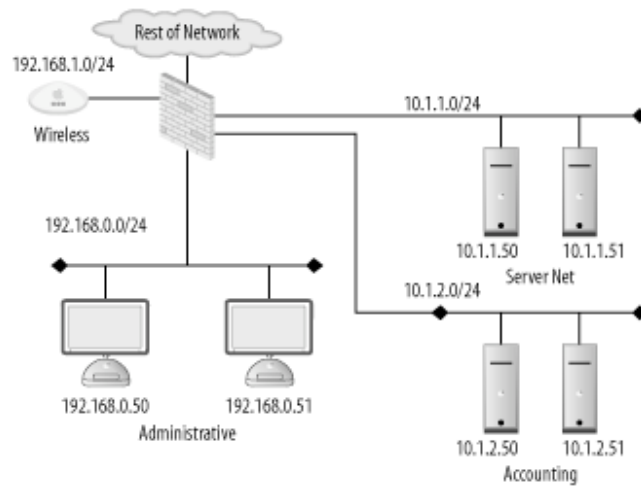 Rest of Network
192.168.1.0/24
Wireless
10.1.1.0/24
10.1.1.50
10.1.1.51
Server Net
192.168.0.0/24
10.1.2.0/24
192.168.0.50
192.168.0.51
Administrative
10.1.2.50
10.1.2.51
Accounting